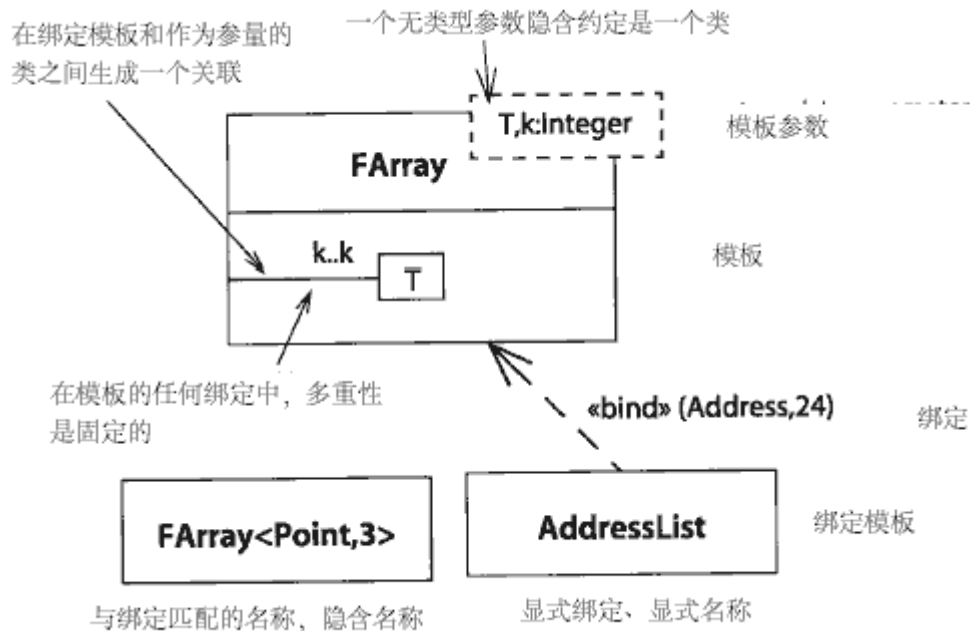 一个无类型参数隐含约定是一个类
在绑定模板和作为参量的
类之间生成一个关联
T,k:Integer
模板参数
FArray
k..k
T
模板
在模板的任何绑定中，多重性
是固定的
«bind» (Address,24)
绑定
FArray<Point,3>
AddressList
绑定模板
与绑定匹配的名称，隐含名称
显式绑定、显式名称